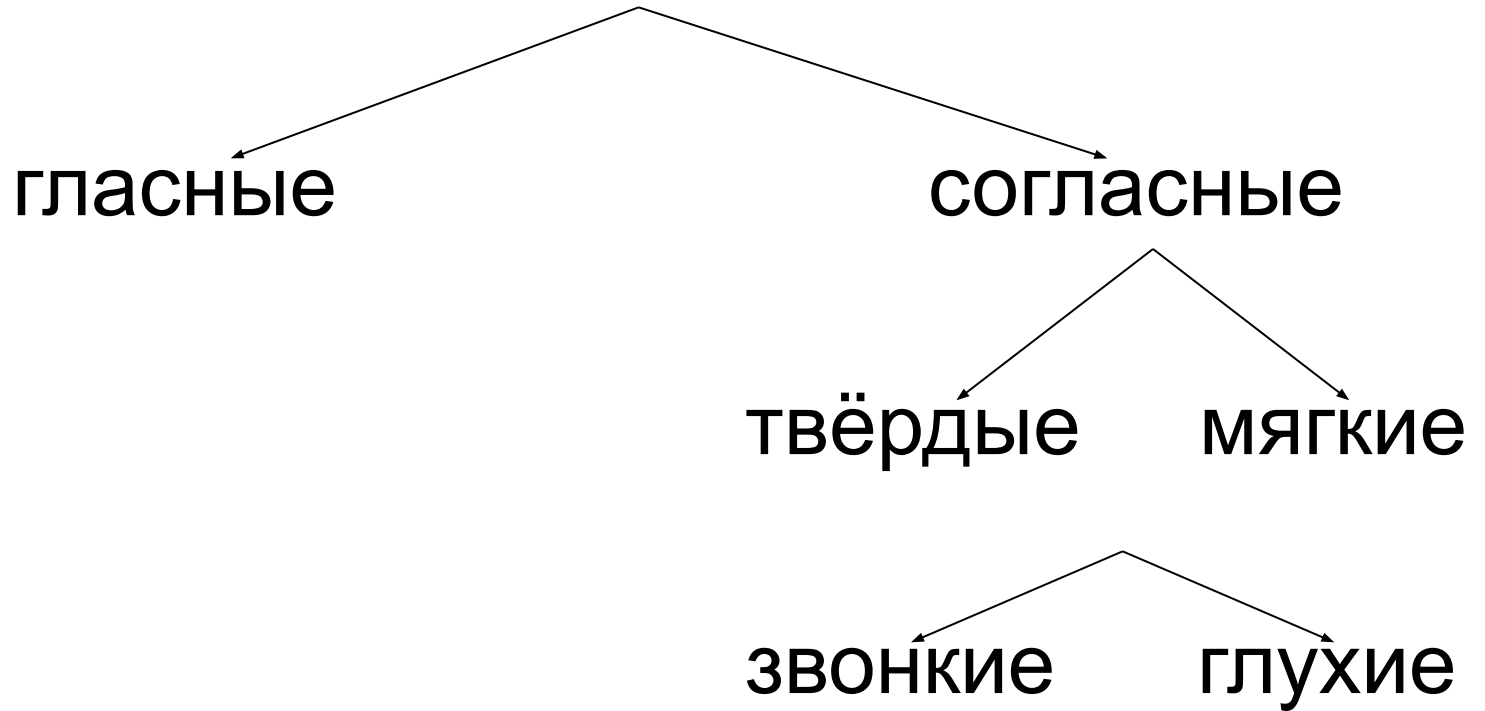 гласные согласные
твёрдые мягкие
звонкие глухие